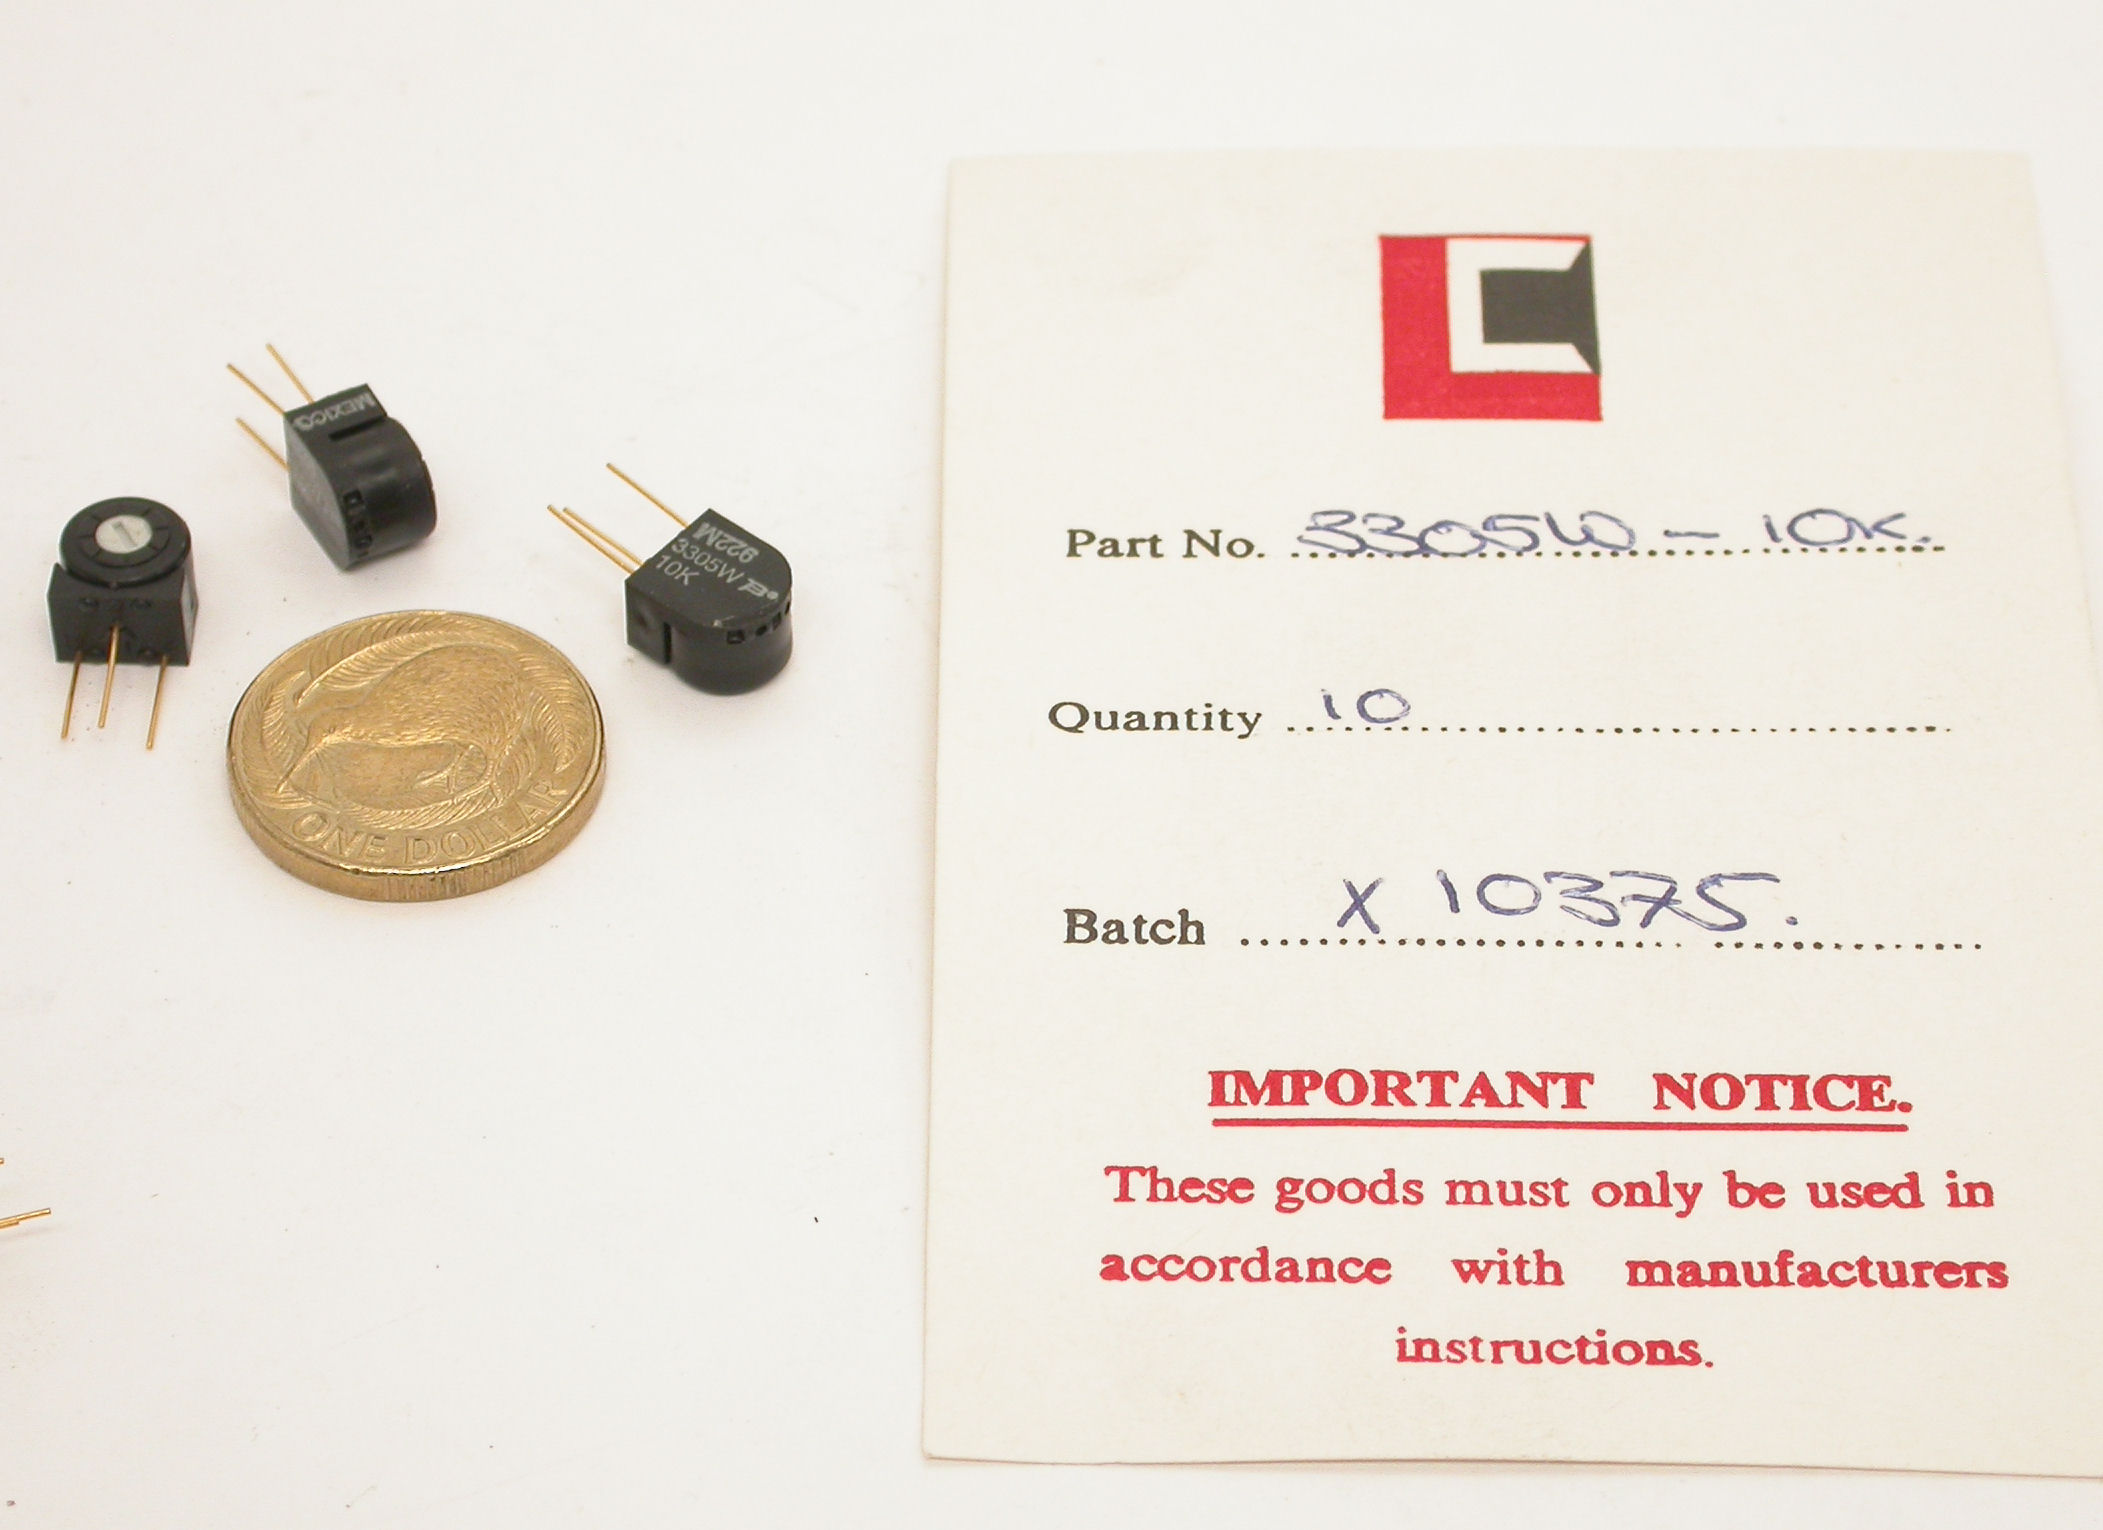 MEXICO
922M
3305W
10K
ONE DOLLAR
Part No. 3305W - 10K.
Quantity 10
Batch X 10375.
IMPORTANT NOTICE.
These goods must only be used in
accordance with manufacturers
instructions.